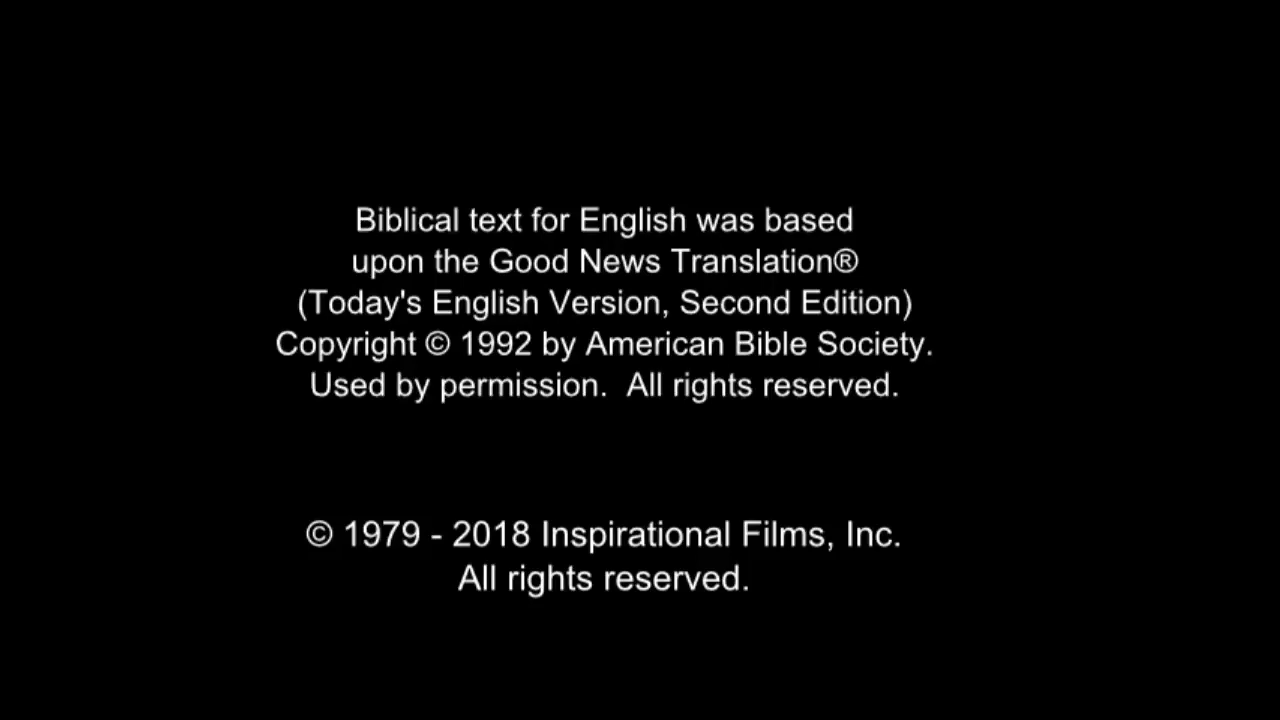 Biblical text for English was based
upon the Good News Translation®
(Today's English Version, Second Edition)
Copyright © 1992 by American Bible Society.
Used by permission.  All rights reserved.
© 1979 - 2018 Inspirational Films, Inc.
All rights reserved.